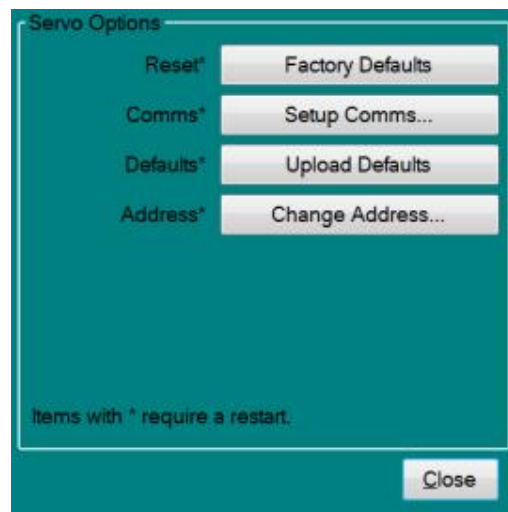 Servo Options
Reset* Factory Defaults
Comms* Setup Comms...
Defaults* Upload Defaults
Address* Change Address...
Items with * require a restart.
Close